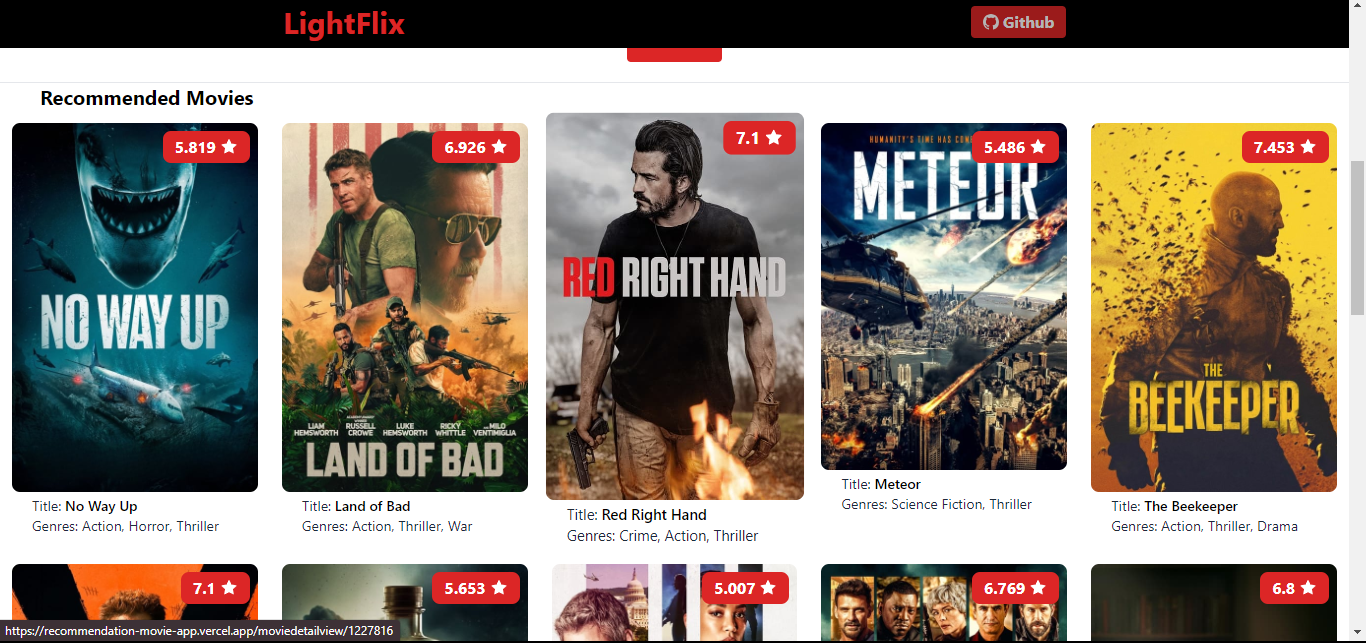 LightFlix
Github
Recommended Movies
5.819
6.926
7.1
5.486
7.453
NO WAY UP
LIAM HEMSWORTH
ACADEMY AWARD WINNER RUSSELL CROWE
LUKE HEMSWORTH
RICKY WHITTLE
AND MILO VENTIMIGLIA
LAND OF BAD
RED RIGHT HAND
HUMANITY'S TIME HAS
METEOR
THE
BEEKEEPER
Title: No Way Up
Genres: Action, Horror, Thriller
Title: Land of Bad
Genres: Action, Thriller, War
Title: Red Right Hand
Genres: Crime, Action, Thriller
Title: Meteor
Genres: Science Fiction, Thriller
Title: The Beekeeper
Genres: Action, Thriller, Drama
7.1
5.653
5.007
6.769
6.8
https://recommendation-movie-app.vercel.app/moviedetailview/1227816